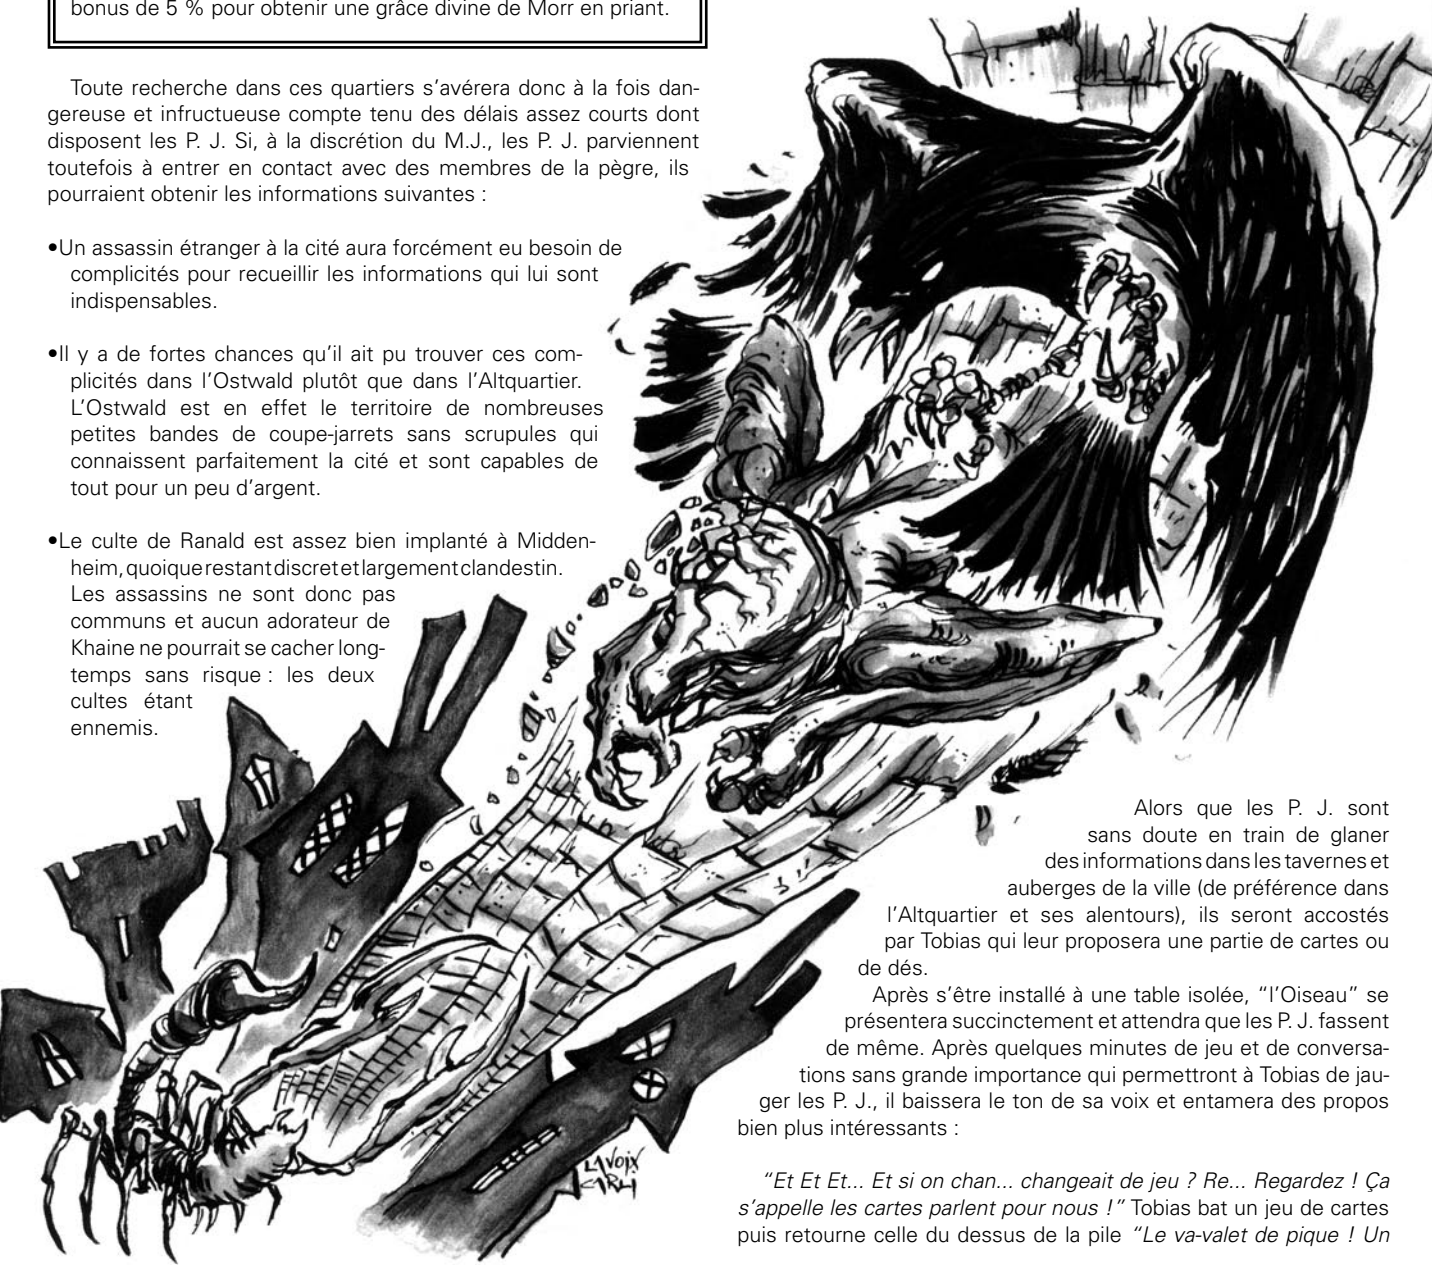 bonus de 5 % pour obtenir une grâce divine de Morr en priant.
Toute recherche dans ces quartiers s’avérera donc à la fois dan-
gereuse et infructueuse compte tenu des délais assez courts dont
disposent les P. J. Si, à la discrétion du M.J., les P. J. parviennent
toutefois à entrer en contact avec des membres de la pègre, ils
pourraient obtenir les informations suivantes :
•Un assassin étranger à la cité aura forcément eu besoin de
complicités pour recueillir les informations qui lui sont
indispensables.
•Il y a de fortes chances qu’il ait pu trouver ces com-
plicités dans l’Ostwald plutôt que dans l’Altquartier.
L’Ostwald est en effet le territoire de nombreuses
petites bandes de coupe-jarrets sans scrupules qui
connaissent parfaitement la cité et sont capables de
tout pour un peu d’argent.
•Le culte de Ranald est assez bien implanté à Midden-
heim, quoique restant discret et largement clandestin.
Les assassins ne sont donc pas
communs et aucun adorateur de
Khaine ne pourrait se cacher long-
temps sans risque : les deux
cultes étant
ennemis.
Alors que les P. J. sont
sans doute en train de glaner
des informations dans les tavernes et
auberges de la ville (de préférence dans
l’Altquartier et ses alentours), ils seront accostés
par Tobias qui leur proposera une partie de cartes ou
de dés.
Après s’être installé à une table isolée, “l’Oiseau” se
présentera succinctement et attendra que les P. J. fassent
de même. Après quelques minutes de jeu et de conversa-
tions sans grande importance qui permettront à Tobias de jau-
ger les P. J., il baissera le ton de sa voix et entamera des propos
bien plus intéressants :
“Et Et Et... Et si on chan... changeait de jeu ? Re... Regardez ! Ça
s’appelle les cartes parlent pour nous !” Tobias bat un jeu de cartes
puis retourne celle du dessus de la pile “Le va-valet de pique ! Un
LAVOIX
CARLI